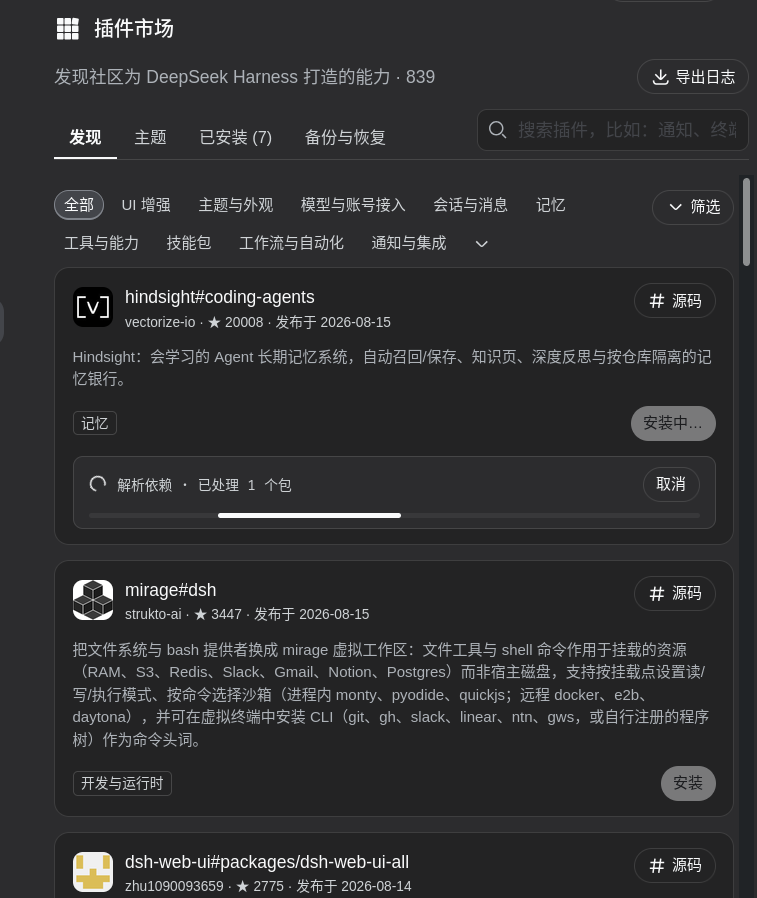 插件市场
发现社区为 DeepSeek Harness 打造的能力 · 839
导出日志
发现 主题 已安装 (7) 备份与恢复
搜索插件，比如：通知、终端
全部 UI 增强 主题与外观 模型与账号接入 会话与消息 记忆
筛选
工具与能力 技能包 工作流与自动化 通知与集成
hindsight#coding-agents
源码
vectorize-io · ★ 20008 · 发布于 2026-08-15
Hindsight：会学习的 Agent 长期记忆系统，自动召回/保存、知识页、深度反思与按仓库隔离的记
忆银行。
记忆
安装中…
解析依赖 · 已处理 1 个包
取消
mirage#dsh
源码
strukto-ai · ★ 3447 · 发布于 2026-08-15
把文件系统与 bash 提供者换成 mirage 虚拟工作区：文件工具与 shell 命令作用于挂载的资源
（RAM、S3、Redis、Slack、Gmail、Notion、Postgres）而非宿主磁盘，支持按挂载点设置读/
写/执行模式、按命令选择沙箱（进程内 monty、pyodide、quickjs；远程 docker、e2b、
daytona），并可在虚拟终端中安装 CLI（git、gh、slack、linear、ntn、gws，或自行注册的程序
树）作为命令头词。
开发与运行时
安装
dsh-web-ui#packages/dsh-web-ui-all
源码
zhu1090093659 · ★ 2775 · 发布于 2026-08-14